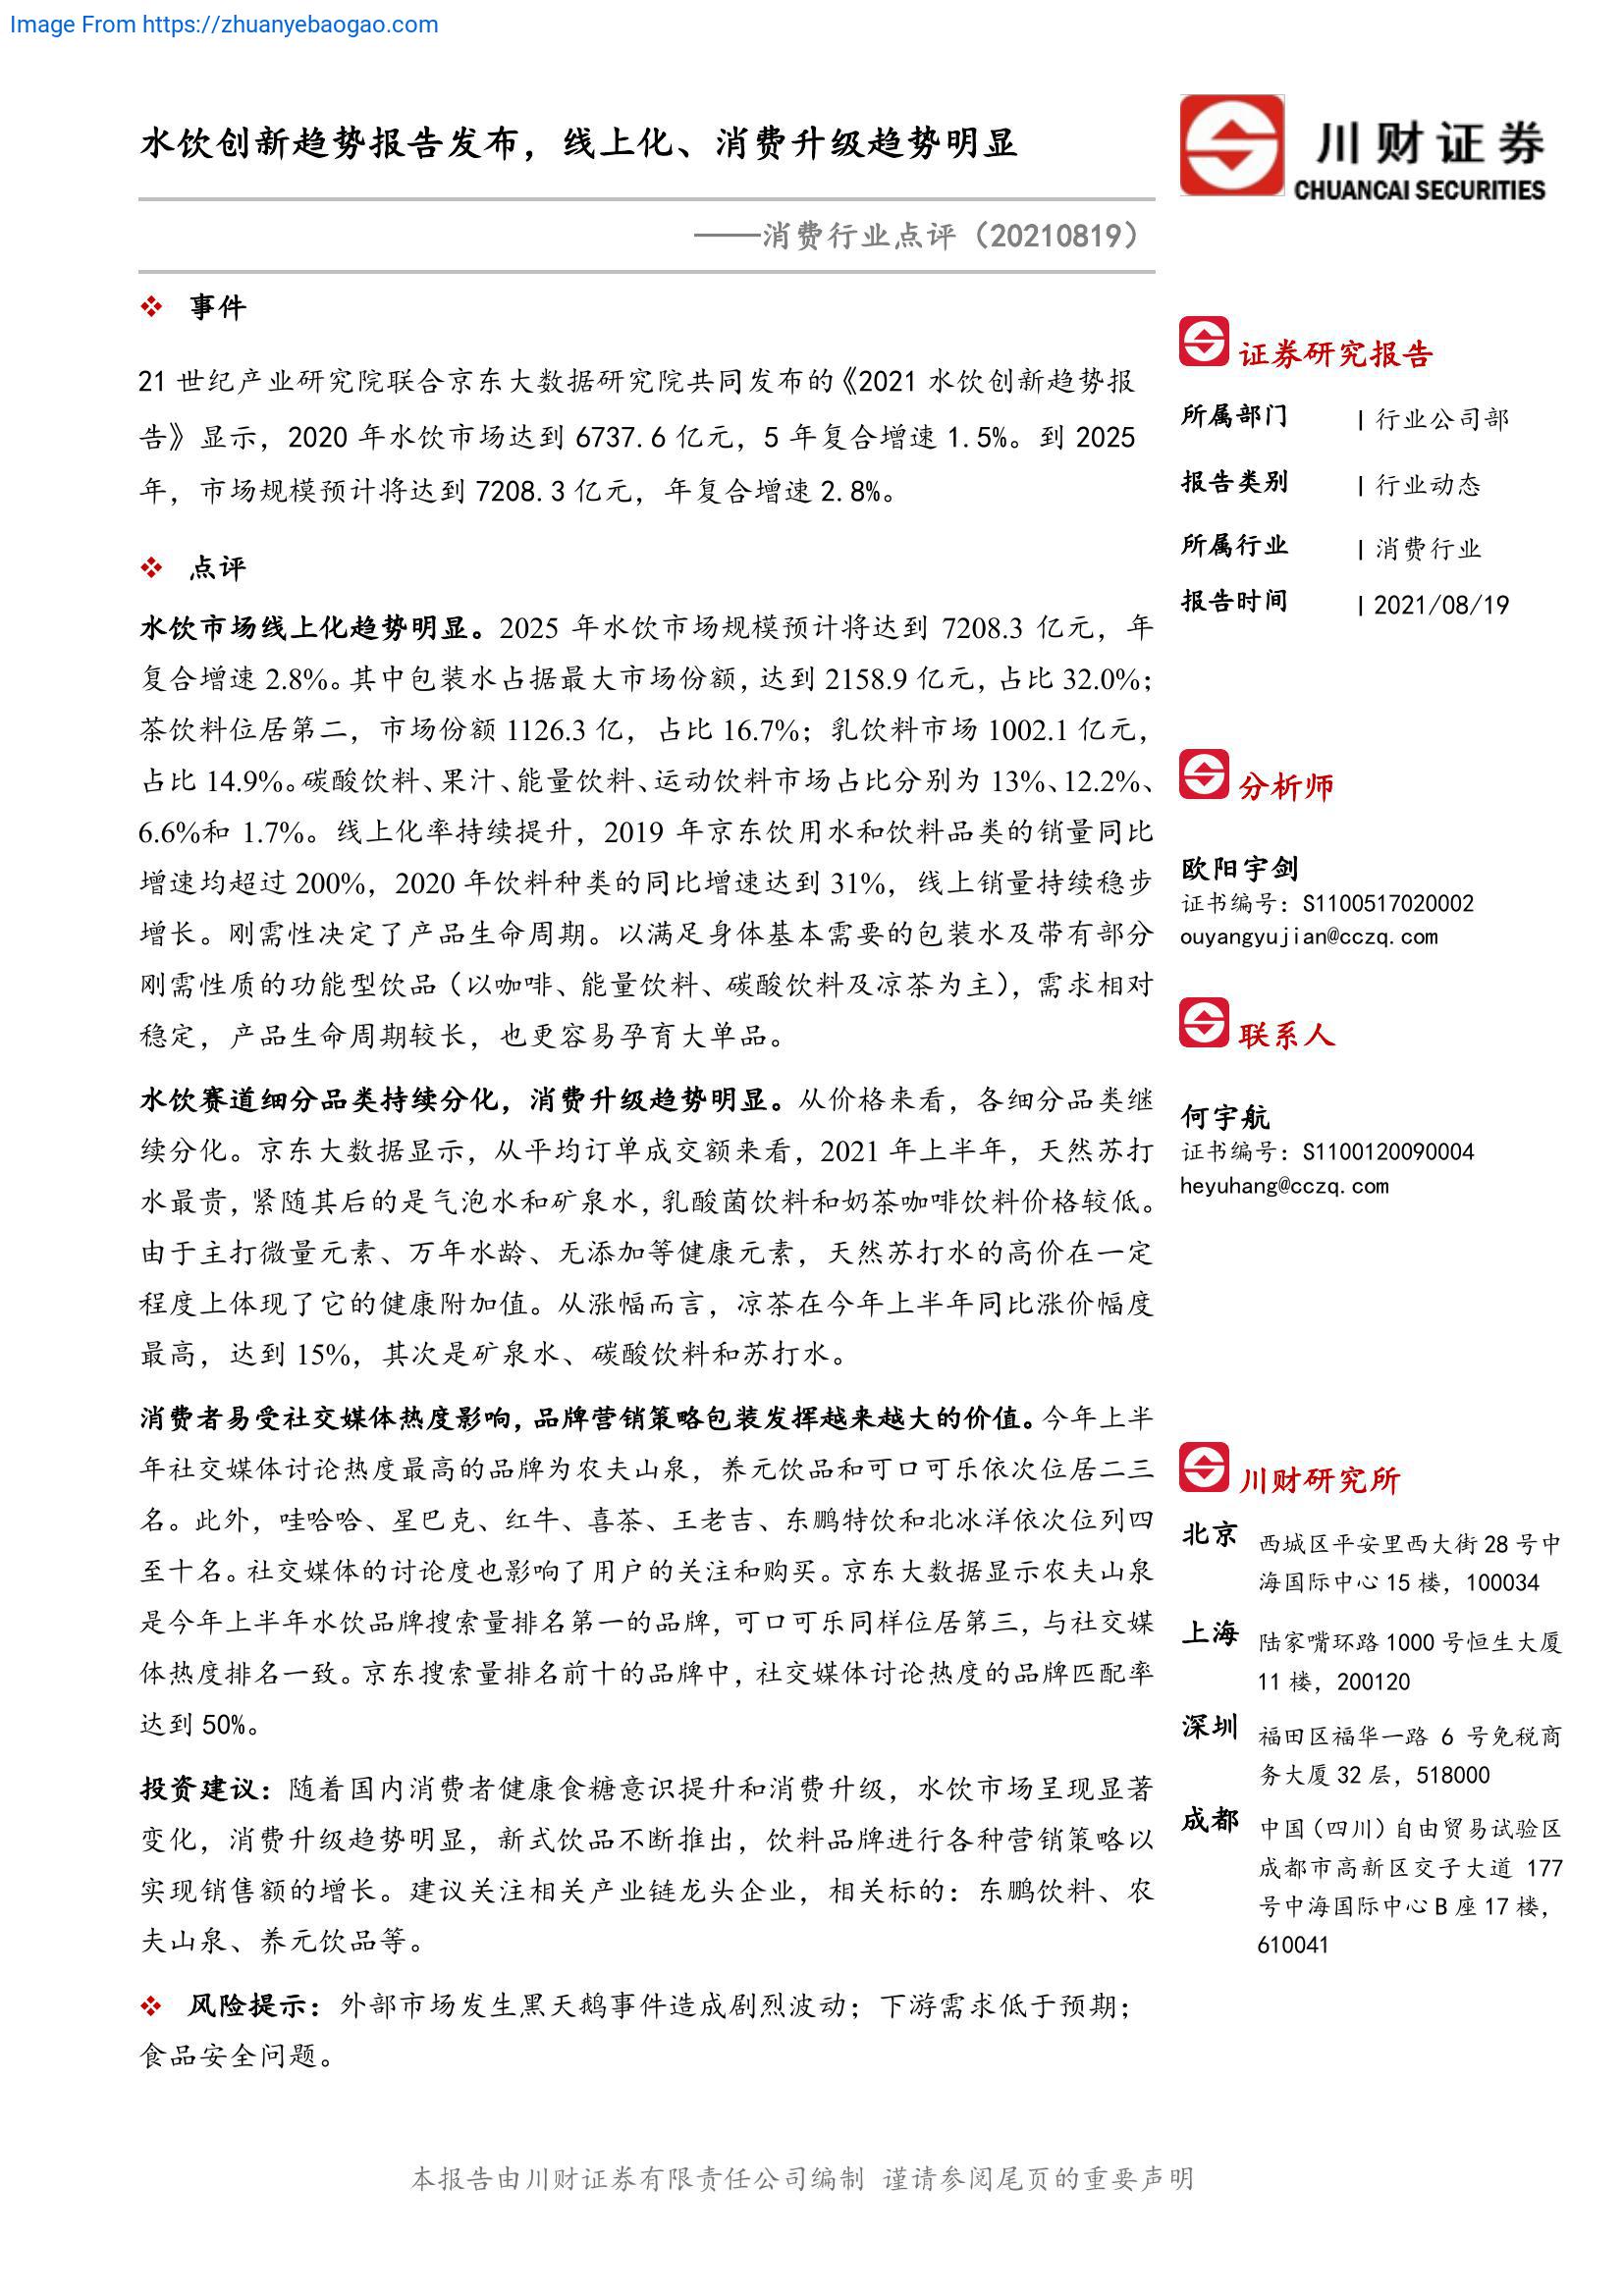 Image From https://zhuanyebaogao.com
水饮创新趋势报告发布，线上化、消费升级趋势明显
——消费行业点评（20210819）
川财证券
CHUANCAI SECURITIES
❖ 事件
21 世纪产业研究院联合京东大数据研究院共同发布的《2021 水饮创新趋势报
告》显示，2020 年水饮市场达到 6737.6 亿元，5 年复合增速 1.5%。到 2025
年，市场规模预计将达到 7208.3 亿元，年复合增速 2.8%。
❖ 点评
水饮市场线上化趋势明显。2025 年水饮市场规模预计将达到 7208.3 亿元，年
复合增速 2.8%。其中包装水占据最大市场份额，达到 2158.9 亿元，占比 32.0%；
茶饮料位居第二，市场份额 1126.3 亿，占比 16.7%；乳饮料市场 1002.1 亿元，
占比 14.9%。碳酸饮料、果汁、能量饮料、运动饮料市场占比分别为 13%、12.2%、
6.6%和 1.7%。线上化率持续提升，2019 年京东饮用水和饮料品类的销量同比
增速均超过 200%，2020 年饮料种类的同比增速达到 31%，线上销量持续稳步
增长。刚需性决定了产品生命周期。以满足身体基本需要的包装水及带有部分
刚需性质的功能型饮品（以咖啡、能量饮料、碳酸饮料及凉茶为主），需求相对
稳定，产品生命周期较长，也更容易孕育大单品。
水饮赛道细分品类持续分化，消费升级趋势明显。从价格来看，各细分品类继
续分化。京东大数据显示，从平均订单成交额来看，2021 年上半年，天然苏打
水最贵，紧随其后的是气泡水和矿泉水，乳酸菌饮料和奶茶咖啡饮料价格较低。
由于主打微量元素、万年水龄、无添加等健康元素，天然苏打水的高价在一定
程度上体现了它的健康附加值。从涨幅而言，凉茶在今年上半年同比涨价幅度
最高，达到 15%，其次是矿泉水、碳酸饮料和苏打水。
消费者易受社交媒体热度影响，品牌营销策略包装发挥越来越大的价值。今年上半
年社交媒体讨论热度最高的品牌为农夫山泉，养元饮品和可口可乐依次位居二三
名。此外，哇哈哈、星巴克、红牛、喜茶、王老吉、东鹏特饮和北冰洋依次位列四
至十名。社交媒体的讨论度也影响了用户的关注和购买。京东大数据显示农夫山泉
是今年上半年水饮品牌搜索量排名第一的品牌，可口可乐同样位居第三，与社交媒
体热度排名一致。京东搜索量排名前十的品牌中，社交媒体讨论热度的品牌匹配率
达到 50%。
投资建议：随着国内消费者健康食糖意识提升和消费升级，水饮市场呈现显著
变化，消费升级趋势明显，新式饮品不断推出，饮料品牌进行各种营销策略以
实现销售额的增长。建议关注相关产业链龙头企业，相关标的：东鹏饮料、农
夫山泉、养元饮品等。
❖ 风险提示：外部市场发生黑天鹅事件造成剧烈波动；下游需求低于预期；
食品安全问题。
证券研究报告
所属部门 | 行业公司部
报告类别 | 行业动态
所属行业 | 消费行业
报告时间 | 2021/08/19
分析师
欧阳宇剑
证书编号：S1100517020002
ouyangyujian@cczq.com
联系人
何宇航
证书编号：S1100120090004
heyuhang@cczq.com
川财研究所
北京 西城区平安里西大街 28 号中
海国际中心 15 楼，100034
上海 陆家嘴环路 1000 号恒生大厦
11 楼，200120
深圳 福田区福华一路 6 号免税商
务大厦 32 层，518000
成都 中国（四川）自由贸易试验区
成都市高新区交子大道 177
号中海国际中心 B 座 17 楼，
610041
本报告由川财证券有限责任公司编制 谨请参阅尾页的重要声明